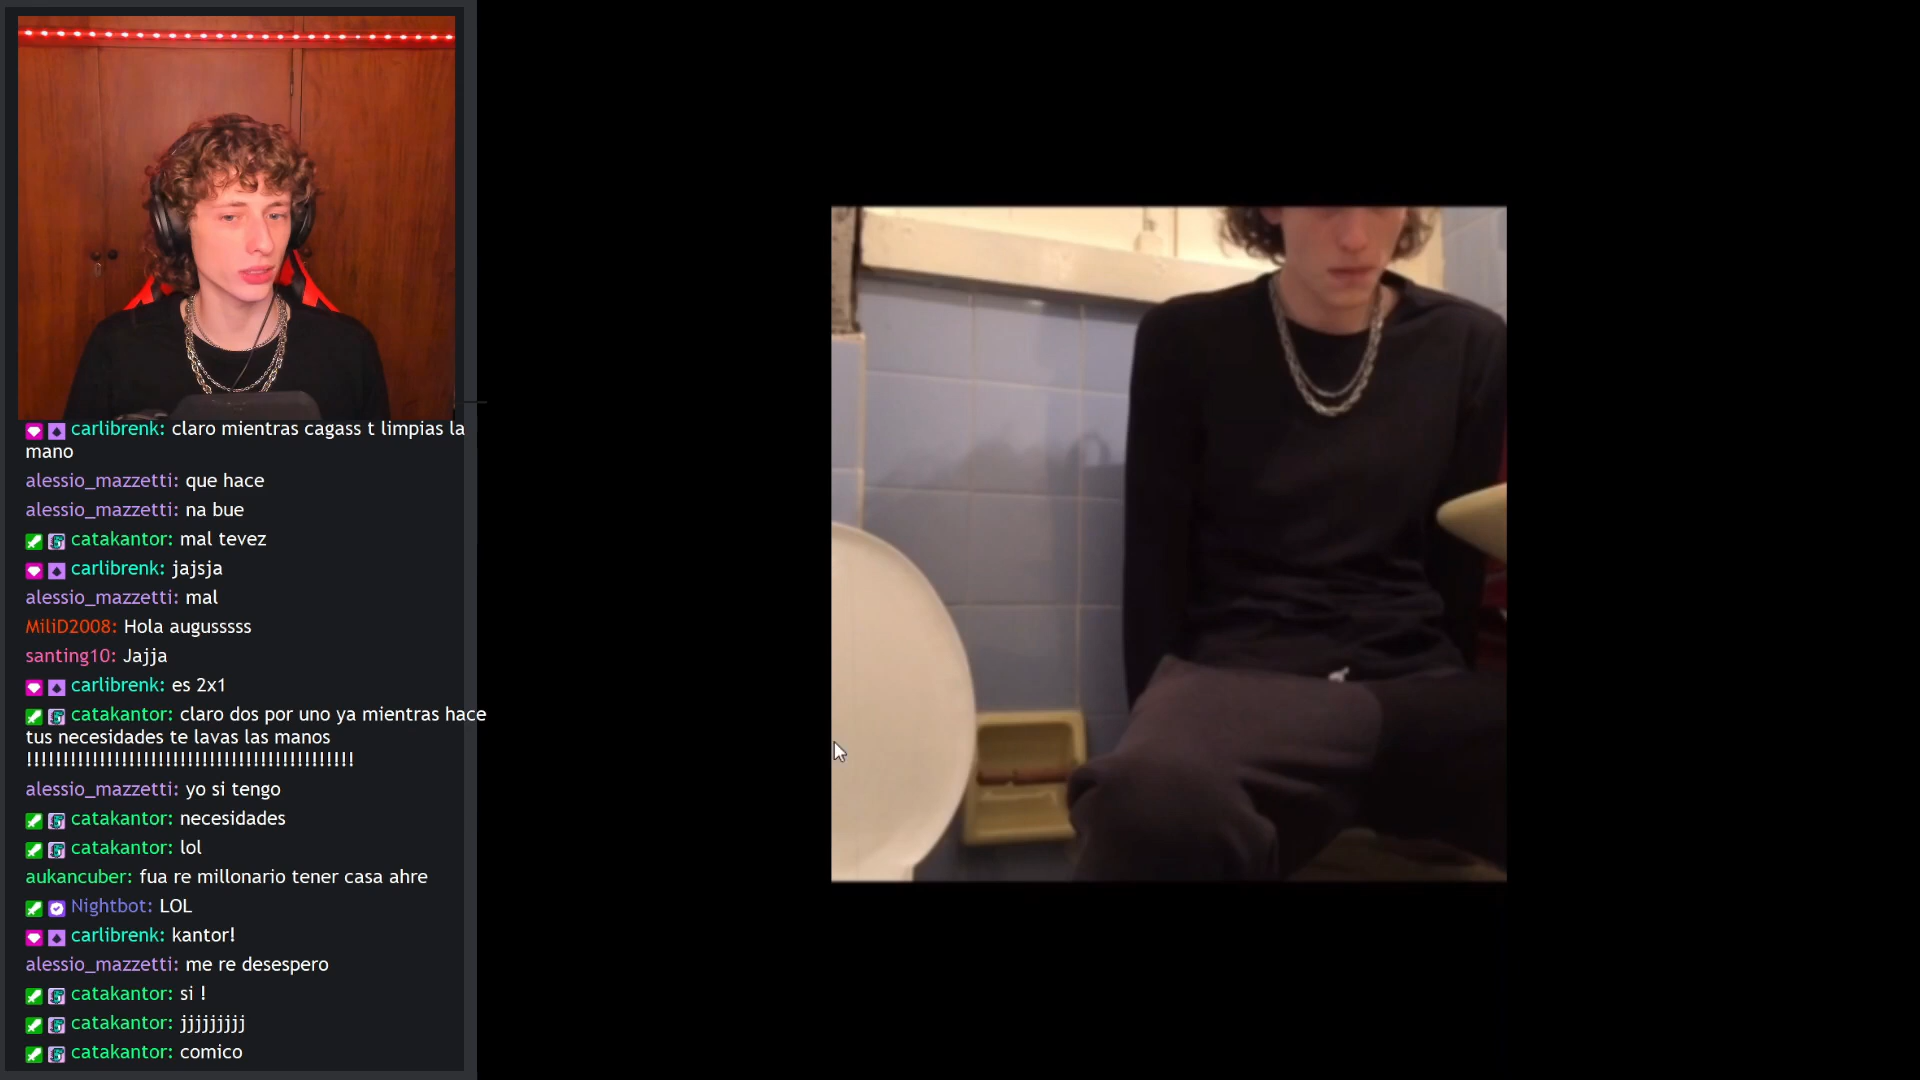 carlibrenk: claro mientras cagass t limpias la
mano
alessio_mazzetti: que hace
alessio_mazzetti: na bue
catakantor: mal tevez
carlibrenk: jajsja
alessio_mazzetti: mal
MiliD2008: Hola augusssss
santing10: Jajja
carlibrenk: es 2x1
catakantor: claro dos por uno ya mientras hace
tus necesidades te lavas las manos
!!!!!!!!!!!!!!!!!!!!!!!!!!!!!!!!!!!!!!!!!!!!!
alessio_mazzetti: yo si tengo
catakantor: necesidades
catakantor: lol
aukancuber: fua re millonario tener casa ahre
Nightbot: LOL
carlibrenk: kantor!
alessio_mazzetti: me re desespero
catakantor: si !
catakantor: jjjjjjjjj
catakantor: comico